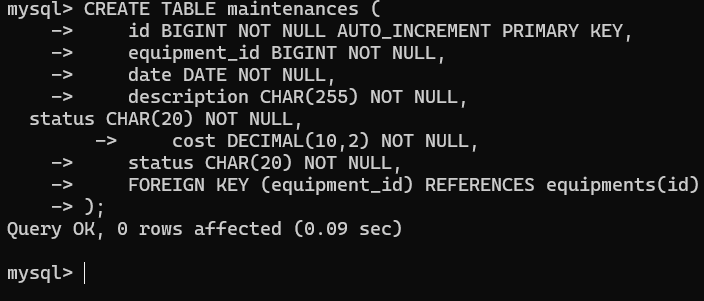 mysql> CREATE TABLE maintenances (
    ->     id BIGINT NOT NULL AUTO_INCREMENT PRIMARY KEY,
    ->     equipment_id BIGINT NOT NULL,
    ->     date DATE NOT NULL,
    ->     description CHAR(255) NOT NULL,
  status CHAR(20) NOT NULL,
        ->     cost DECIMAL(10,2) NOT NULL,
    ->     status CHAR(20) NOT NULL,
    ->     FOREIGN KEY (equipment_id) REFERENCES equipments(id)
    -> );
Query OK, 0 rows affected (0.09 sec)
mysql>